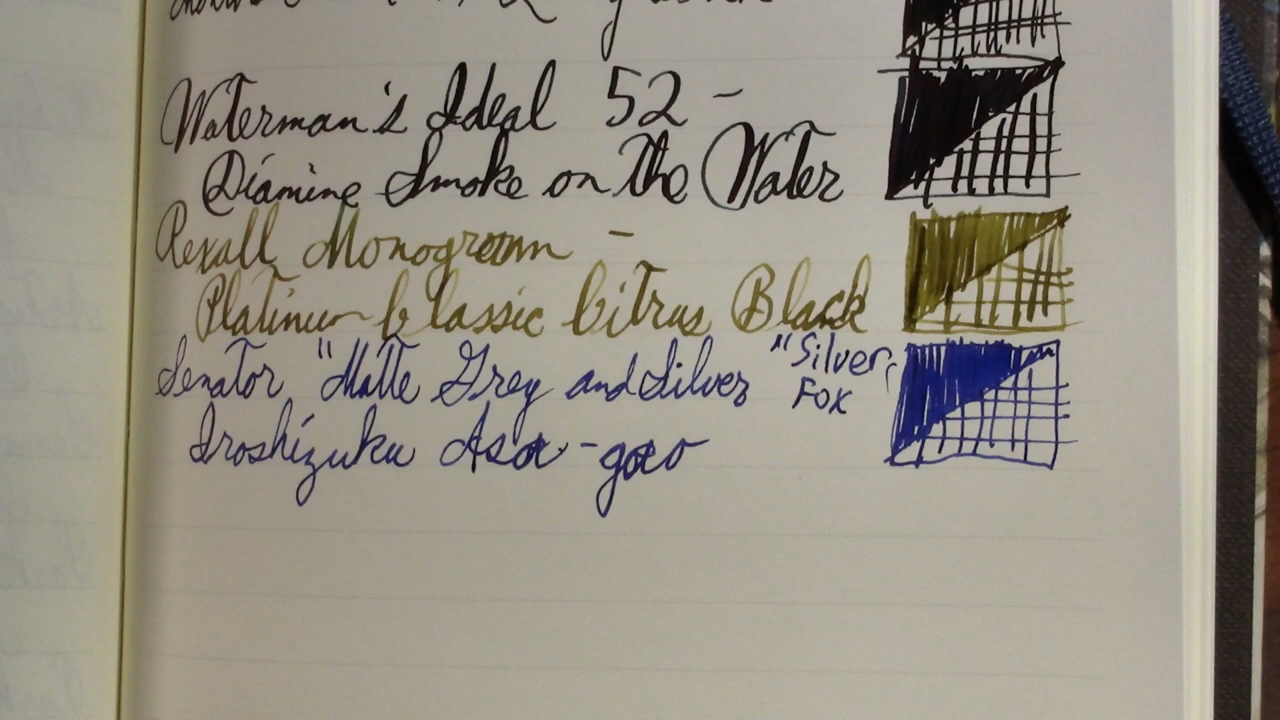 Waterman's Ideal 52 -
Diamine Smoke on the Water
Rexall Monogram -
Platinum Classic Citrus Black
Senator "Matte Grey and Silver "Silver
Fox
Iroshizuku Asa-gao